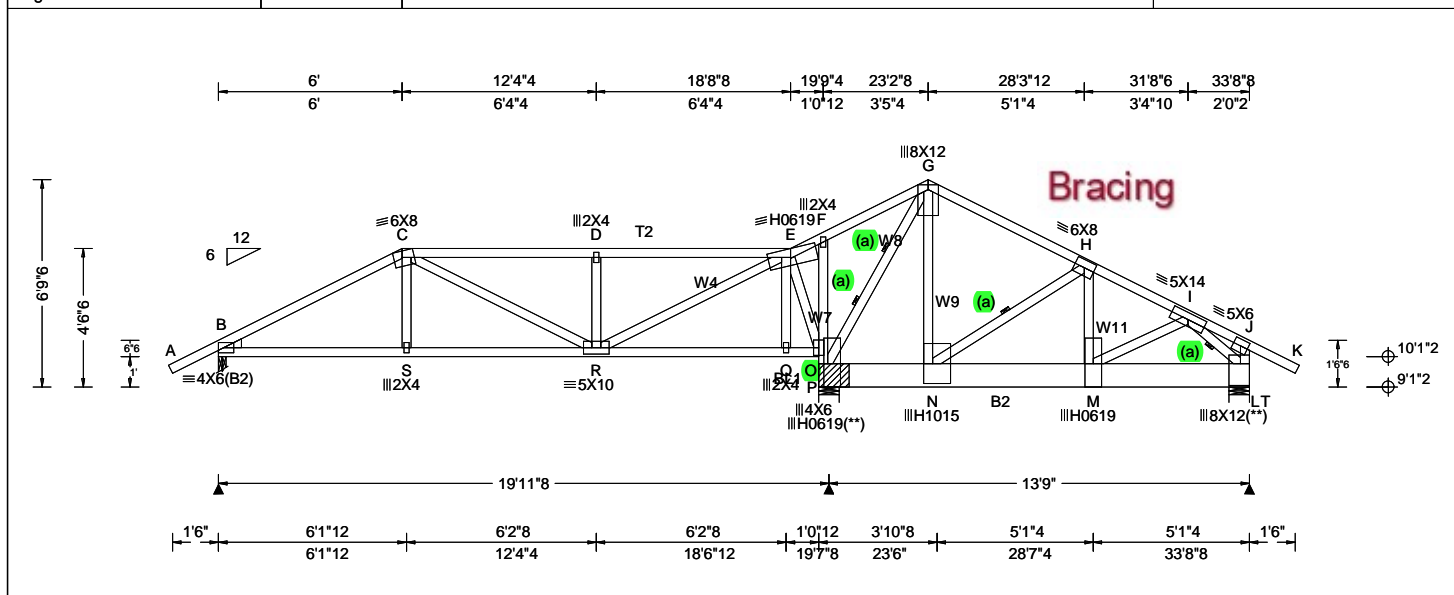 6' 12'4"4 18'8"8 19'9"4 23'2"8 28'3"12 31'8"6 33'8"8
6' 6'4"4 6'4"4 1'0"12 3'5"4 5'1"4 3'4"10 2'0"2
⦀8X12
G
Bracing
⦀2X4
≡6X8 ⦀2X4 ≡H0619 F
C D T2 E
≡6X8
H
12
6
(a) W8
6'9"6
4'6"6
W4
(a)
W9 (a)
≡5X14
I
≡5X6
J
B
W7
W11
A
6"6
1'
(a)
K
1'6"6
10'1"2
9'1"2
≡4X6(B2)
S R Q O
⦀2X4 ≡5X10 ⦀2X4 P
N B2 M LT
⦀4X6 ⦀H1015 ⦀H0619 ⦀8X12(**)
⦀H0619(**)
19'11"8 13'9"
1'6" 6'1"12 6'2"8 6'2"8 1'0"12 3'10"8 5'1"4 5'1"4 1'6"
6'1"12 12'4"4 18'6"12 19'7"8 23'6" 28'7"4 33'8"8